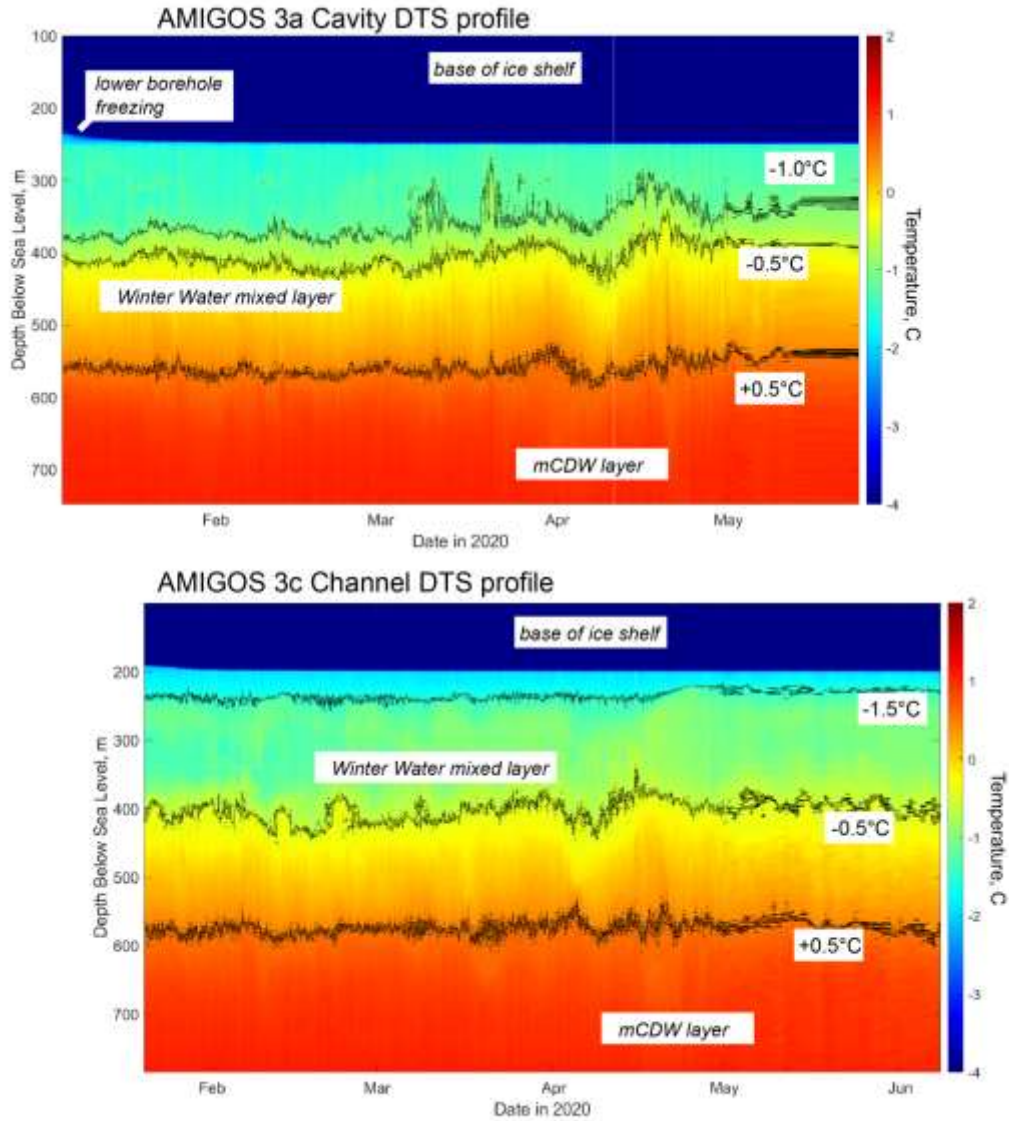 AMIGOS 3a Cavity DTS profile
100
200
300
400
500
600
700
Depth Below Sea Level, m
base of ice shelf
lower borehole
freezing
-1.0°C
-0.5°C
Winter Water mixed layer
+0.5°C
mCDW layer
Feb
Mar
Apr
May
Date in 2020
2
1
0
-1
-2
-3
-4
Temperature, C
AMIGOS 3c Channel DTS profile
200
300
400
500
600
700
Depth Below Sea Level, m
base of ice shelf
-1.5°C
Winter Water mixed layer
-0.5°C
+0.5°C
mCDW layer
Feb
Mar
Apr
May
Jun
Date in 2020
2
1
0
-1
-2
-3
-4
Temperature, C